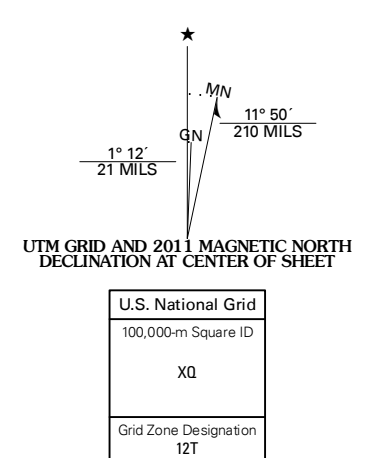 ★
MN
11° 50´
210 MILS
GN
1° 12´
21 MILS
UTM GRID AND 2011 MAGNETIC NORTH
DECLINATION AT CENTER OF SHEET
U.S. National Grid
100,000-m Square ID
XQ
Grid Zone Designation
12T